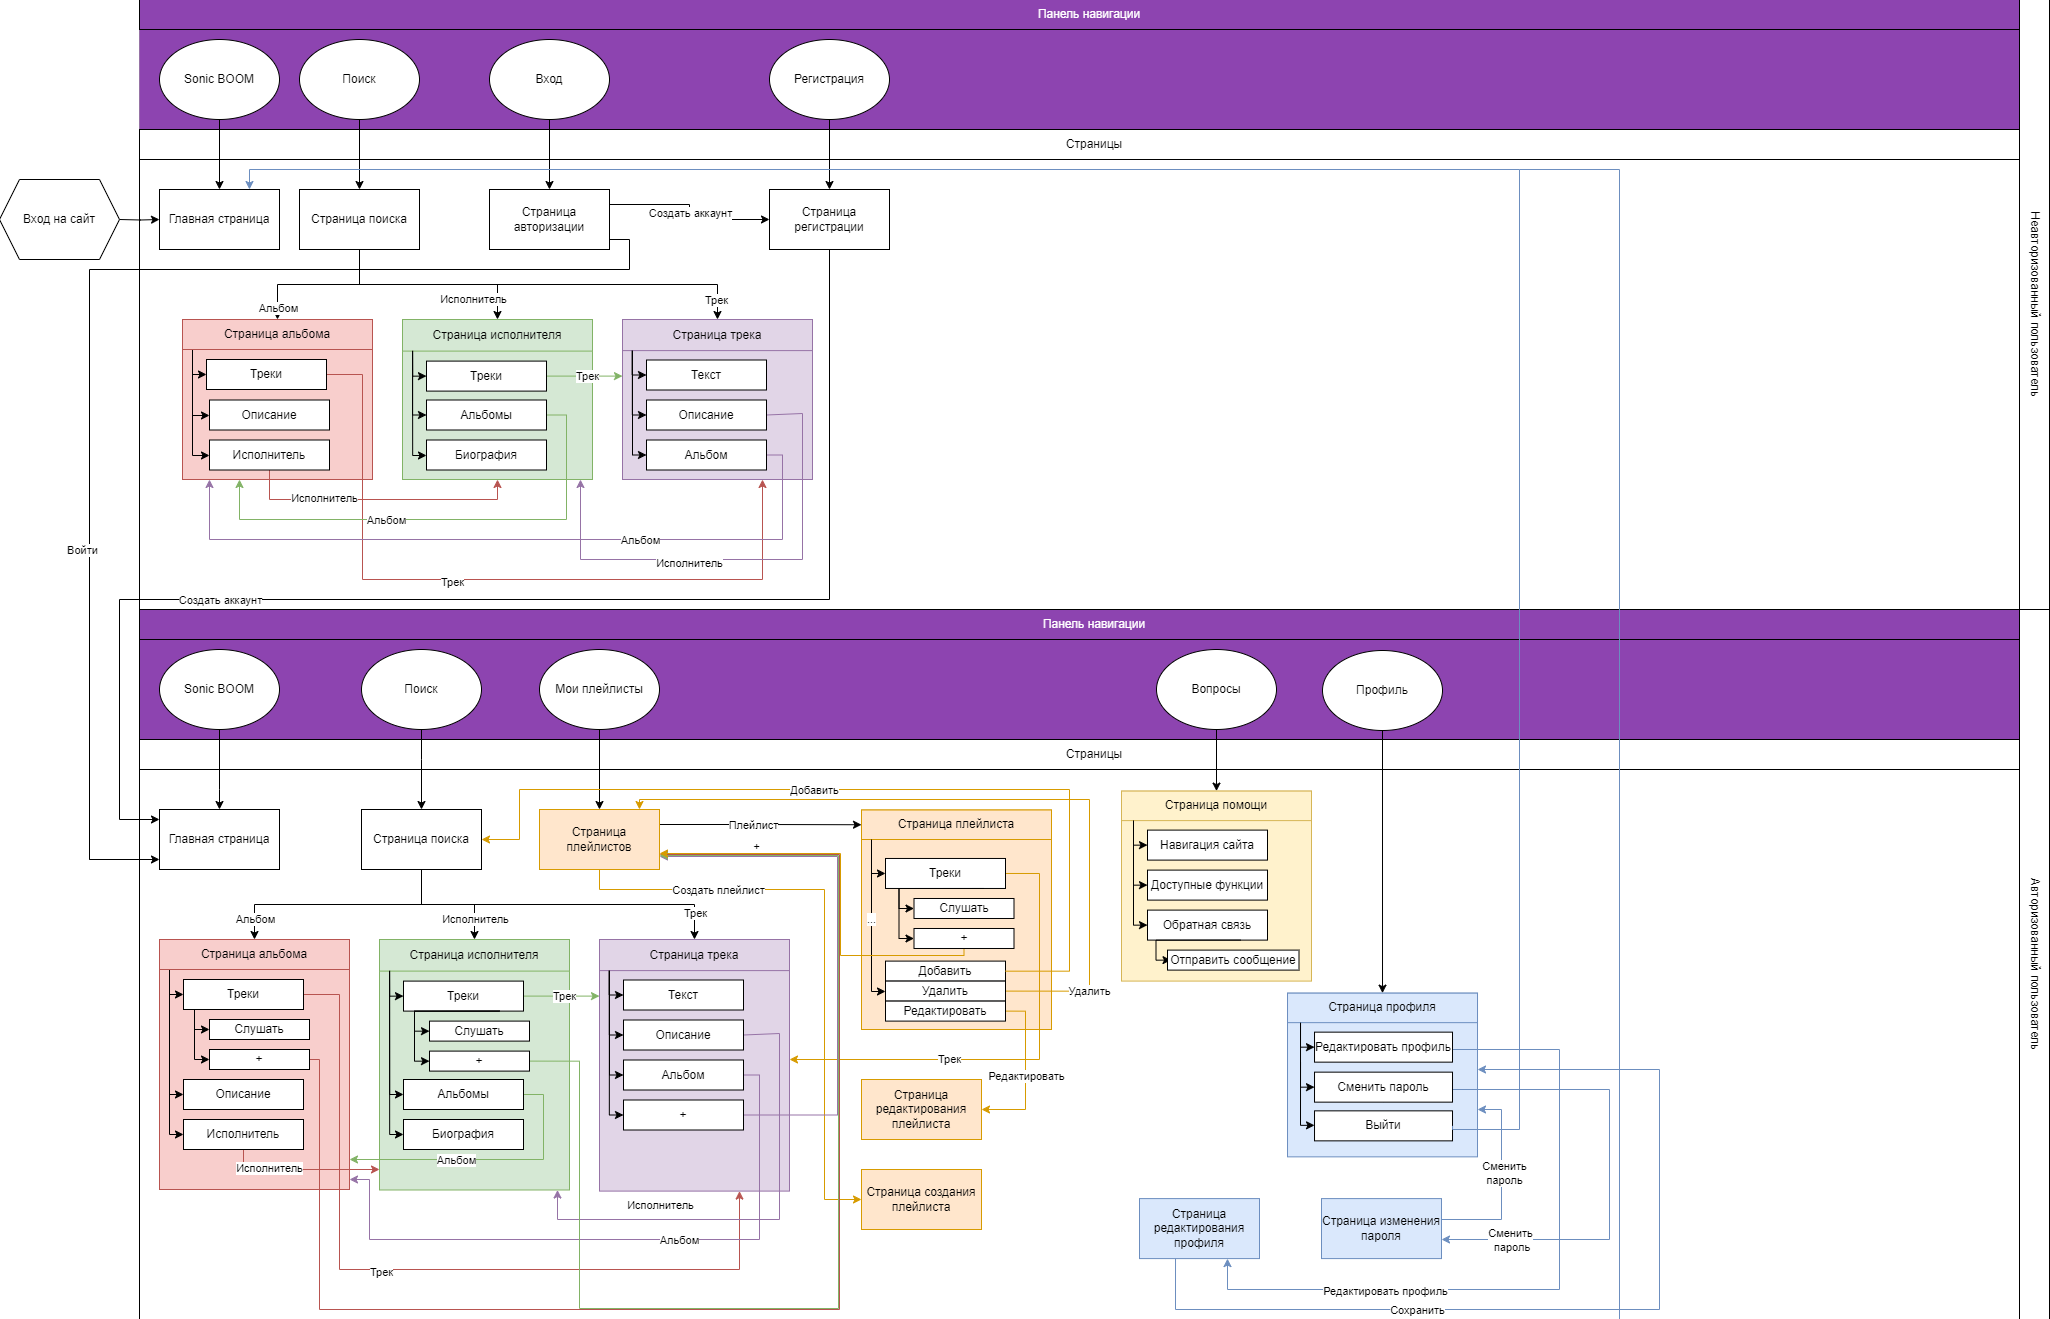 Панель навигации
Sonic BOOM
Поиск
Вход
Регистрация
Страницы
Вход на сайт
Главная страница
Страница поиска
Страница
авторизации
Создать аккаунт
Страница
регистрации
Неавторизованный пользователь
Альбом
Исполнитель
Трек
Страница альбома
Треки
Описание
Исполнитель
Страница исполнителя
Треки
Альбомы
Биография
Трек
Страница трека
Текст
Описание
Альбом
Исполнитель
Альбом
Альбом
Исполнитель
Трек
Войти
Создать аккаунт
Панель навигации
Sonic BOOM
Поиск
Мои плейлисты
Вопросы
Профиль
Страницы
Авторизированный пользователь
Главная страница
Страница поиска
Страница
плейлистов
Добавить
Плейлист
+
Создать плейлист
Страница плейлиста
Треки
Слушать
+
...
Добавить
Удалить
Редактировать
Удалить
Трек
Редактировать
Страница
редактирования
плейлиста
Страница создания
плейлиста
Страница помощи
Навигация сайта
Доступные функции
Обратная связь
Отправить сообщение
Страница профиля
Редактировать профиль
Сменить пароль
Выйти
Сменить
пароль
Страница
редактирования
профиля
Страница изменения
пароля
Сменить
пароль
Редактировать профиль
Сохранить
Альбом
Исполнитель
Трек
Страница альбома
Треки
Слушать
+
Описание
Исполнитель
Исполнитель
Страница исполнителя
Треки
Слушать
+
Альбомы
Биография
Альбом
Трек
Страница трека
Текст
Описание
Альбом
+
Исполнитель
Альбом
Трек